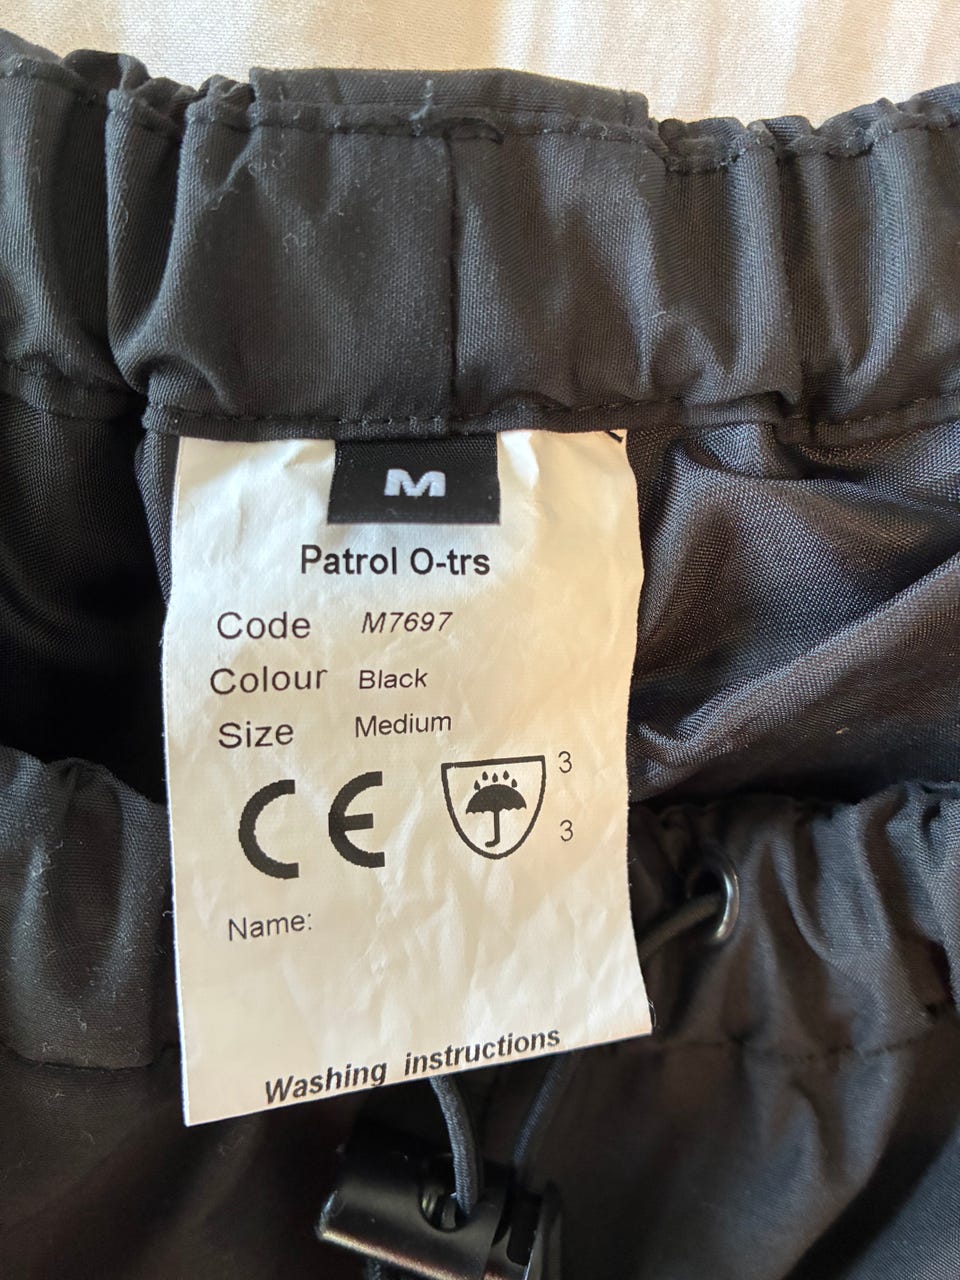 M
Patrol O-trs
Code M7697
Colour Black
Size Medium
CE 3
3
Name:
Washing instructions